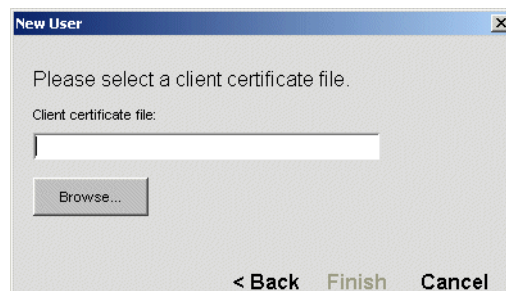 New User
Please select a client certificate file.
Client certificate file:
Browse...
< Back Finish Cancel